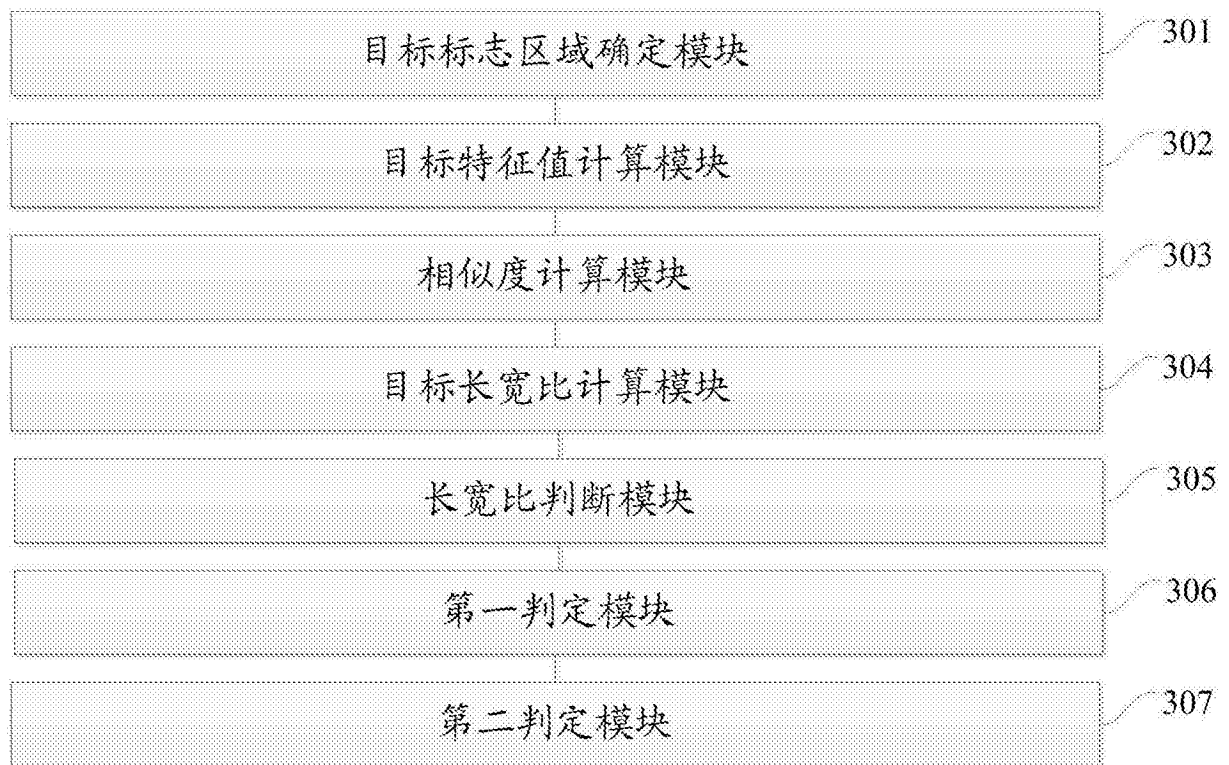 目标标志区域确定模块 301
目标特征值计算模块 302
相似度计算模块 303
目标长宽比计算模块 304
长宽比判断模块 305
第一判定模块 306
第二判定模块 307